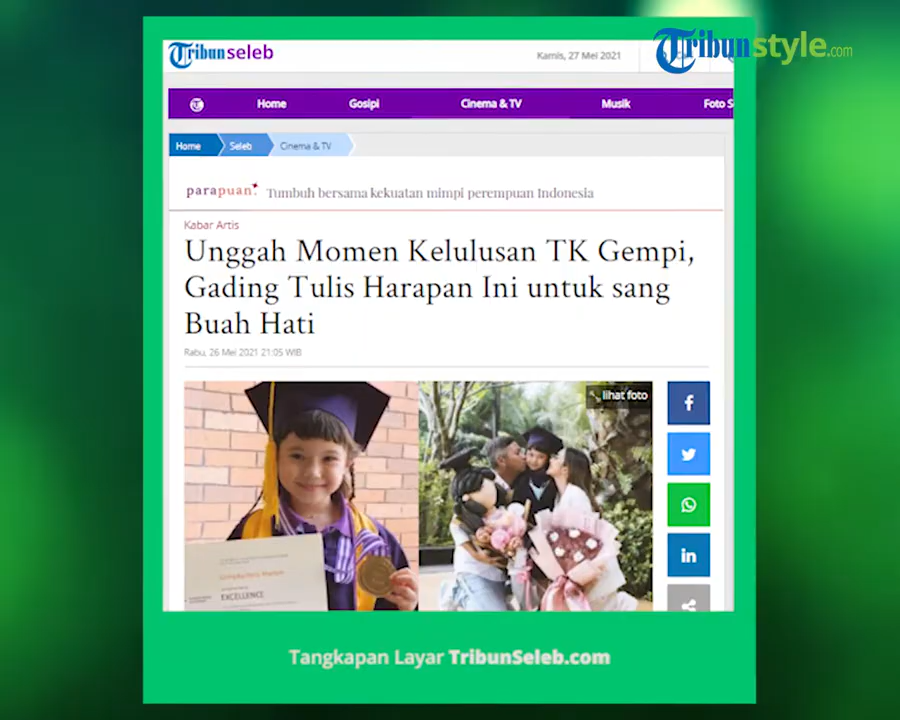 Tribunseleb
Kamis, 27 Mei 2021
Tribunstyle.com
Home Gosipi Cinema & TV Musik Foto S
Home Seleb Cinema & TV
parapuan. Tumbuh bersama kekuatan mimpi perempuan Indonesia
Kabar Artis
Unggah Momen Kelulusan TK Gempi,
Gading Tulis Harapan Ini untuk sang
Buah Hati
Rabu, 26 Mei 2021 21:05 WIB
lihat foto
EXCELLENCE
Tangkapan Layar TribunSeleb.com